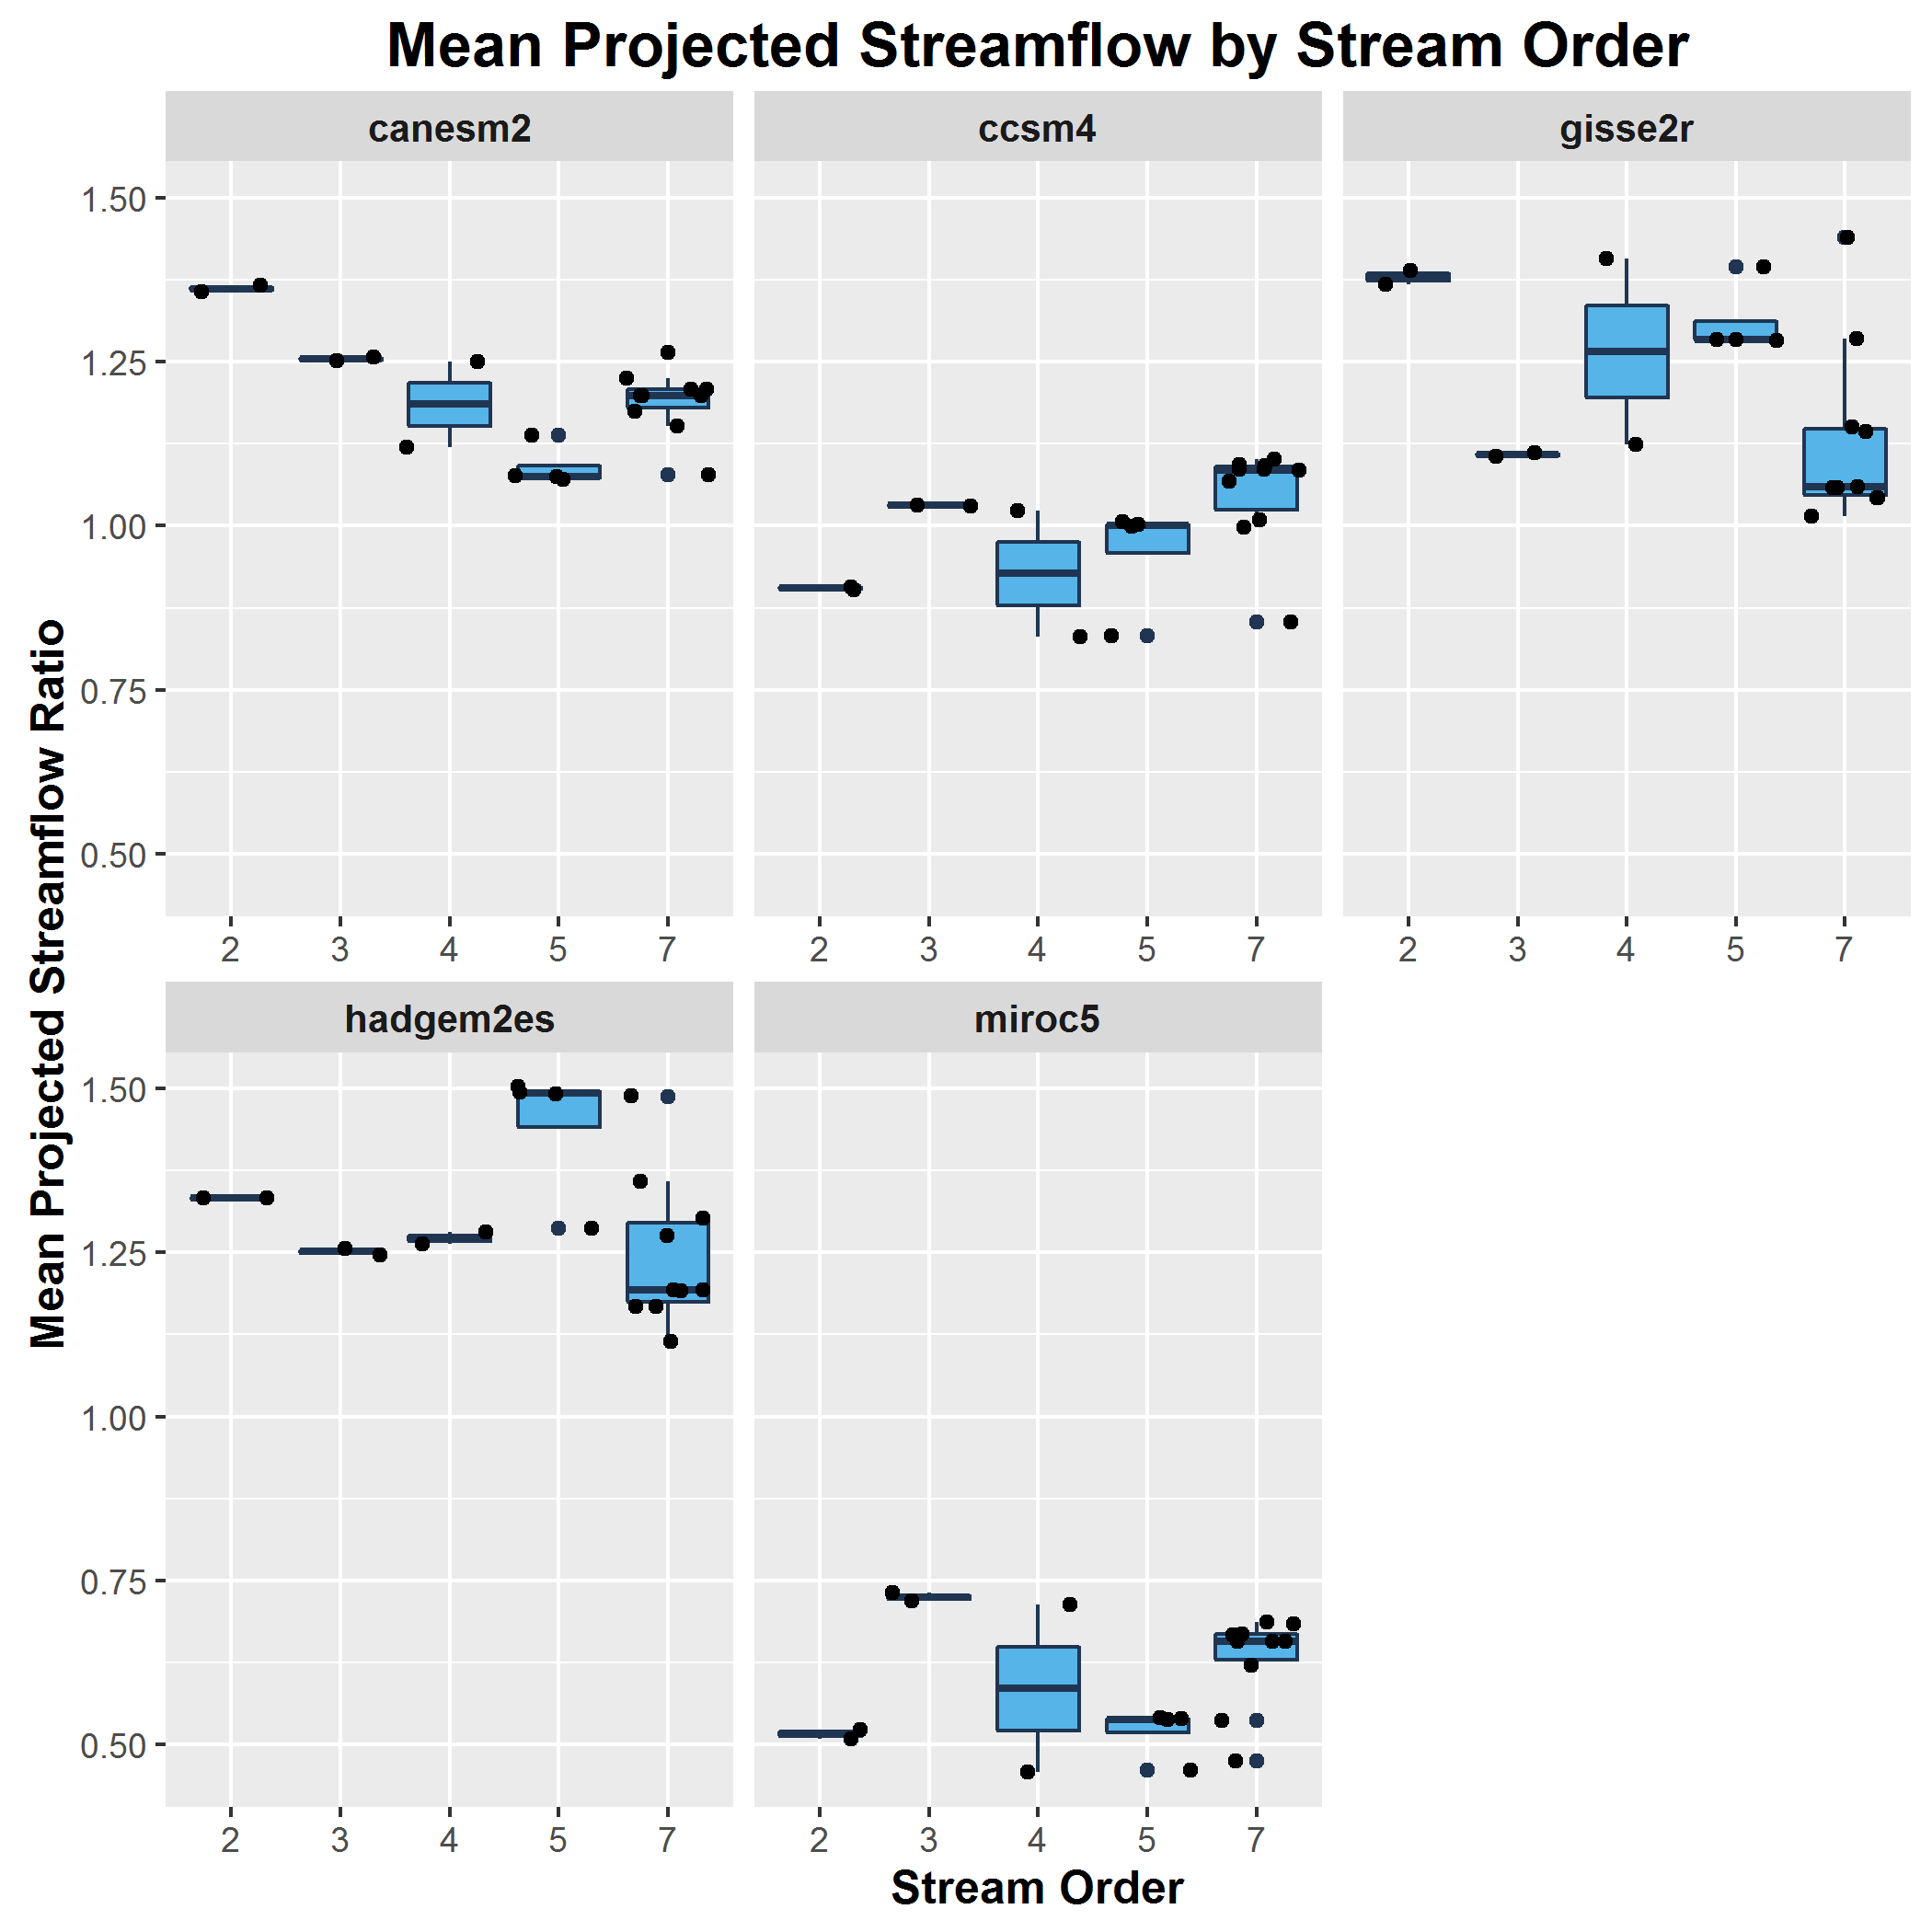 Mean Projected Streamflow by Stream Order
canesm2
ccsm4
gisse2r
Mean Projected Streamflow Ratio
1.50
1.25
1.00
0.75
0.50
2 3 4 5 7
2 3 4 5 7
2 3 4 5 7
hadgem2es
miroc5
1.50
1.25
1.00
0.75
0.50
2 3 4 5 7
2 3 4 5 7
Stream Order